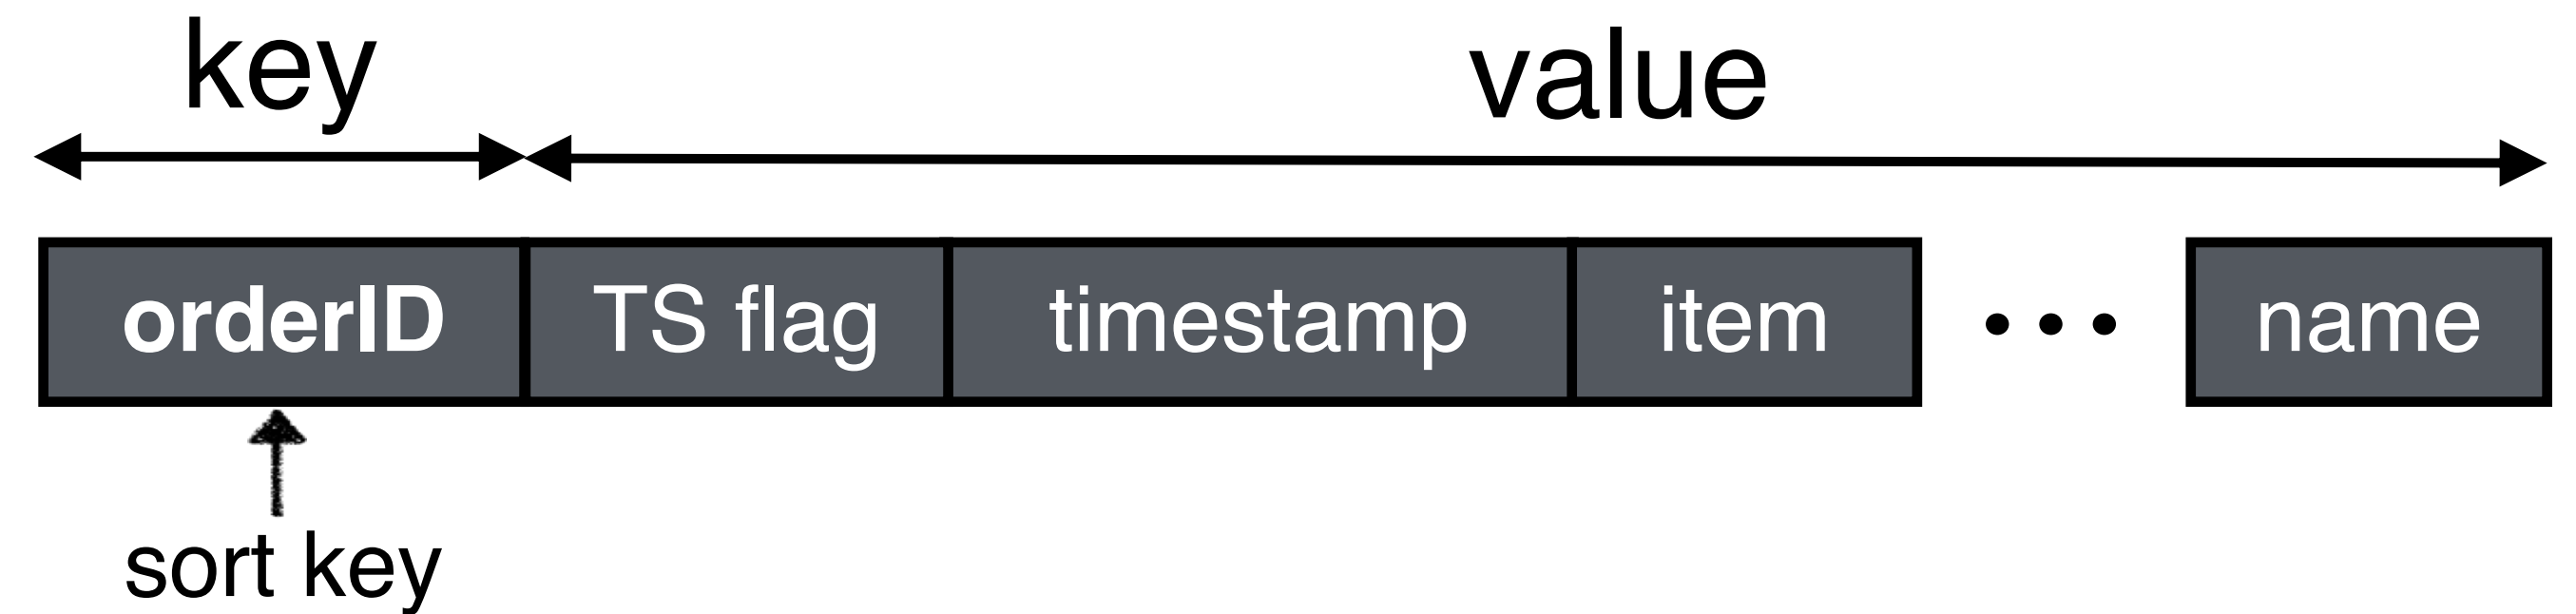 key value
orderID TS flag timestamp item ••• name
sort key